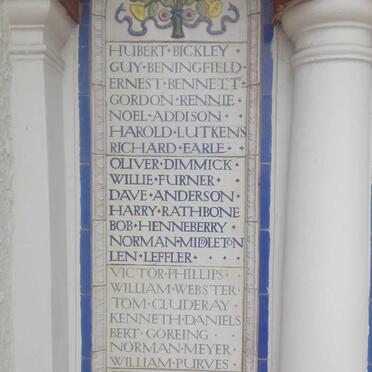 HUBERT·BICKLEY
GUY·BENINGFIELD
ERNEST·BENNETT
GORDON·RENNIE
NOEL·ADDISON·
HAROLD·LUTKENS
RICHARD·EARLE·
OLIVER·DIMMICK·
WILLIE·FURNER·
DAVE·ANDERSON·
HARRY·RATHBONE
BOB·HENNEBERRY·
NORMAN·MIDLETON
LEN·LEFFLER····
VICTOR·PHILLIPS·
WILLIAM·WEBSTER·
TOM·CLUDERAY·
KENNETH·DANIELS
BERT·GOREING·
NORMAN·MEYER·
WILLIAM·PURVES·